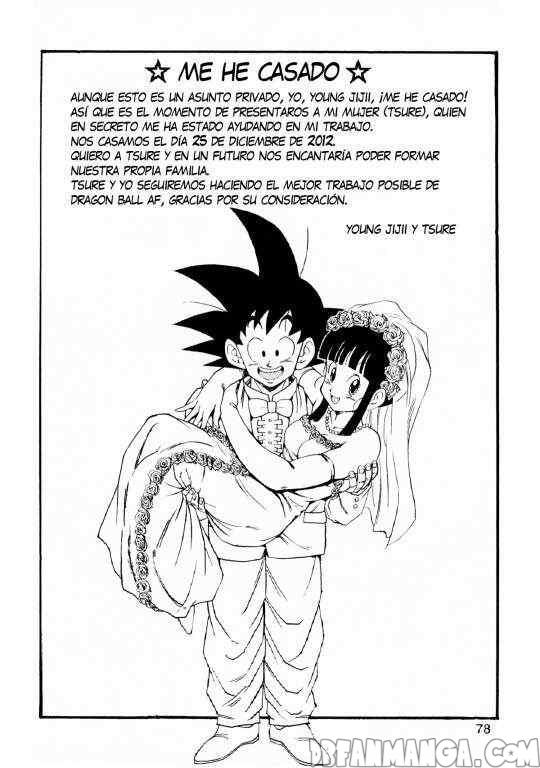 ☆ ME HE CASADO ☆
AUNQUE ESTO ES UN ASUNTO PRIVADO, YO, YOUNG JIJII, ¡ME HE CASADO!
ASÍ QUE ES EL MOMENTO DE PRESENTAROS A MI MUJER (TSURE), QUIEN
EN SECRETO ME HA ESTADO AYUDANDO EN MI TRABAJO.
NOS CASAMOS EL DÍA 25 DE DICIEMBRE DE 2012.
QUIERO A TSURE Y EN UN FUTURO NOS ENCANTARÍA PODER FORMAR
NUESTRA PROPIA FAMILIA.
TSURE Y YO SEGUIREMOS HACIENDO EL MEJOR TRABAJO POSIBLE DE
DRAGON BALL AF, GRACIAS POR SU CONSIDERACIÓN.
YOUNG JIJII Y TSURE
78
DBFANMANGA.COM